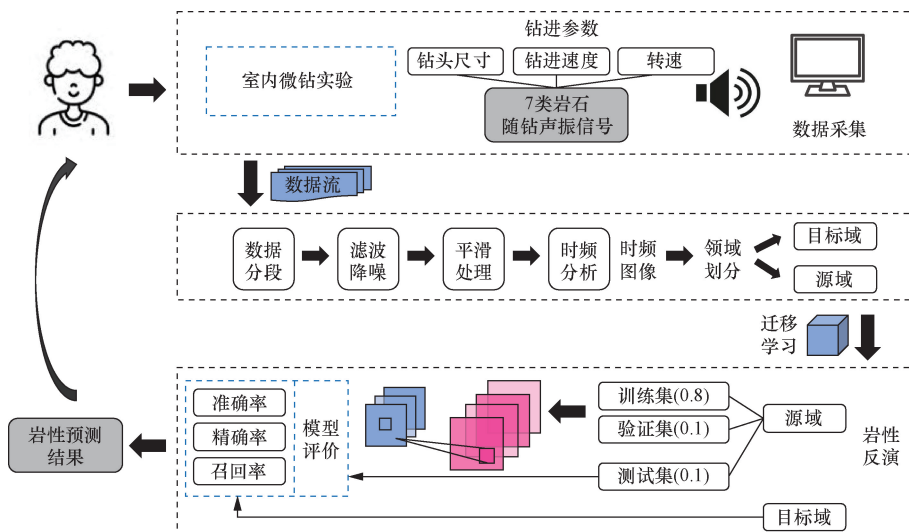 钻进参数
室内微钻实验
钻头尺寸
钻进速度
转速
7类岩石
随钻声振信号
数据采集
数据流
数据
分段
滤波
降噪
平滑
处理
时频
分析
时频
图像
领域
划分
目标域
源域
迁移
学习
准确率
精确率
召回率
模型
评价
训练集(0.8)
验证集(0.1)
测试集(0.1)
源域
岩性
反演
目标域
岩性预测
结果